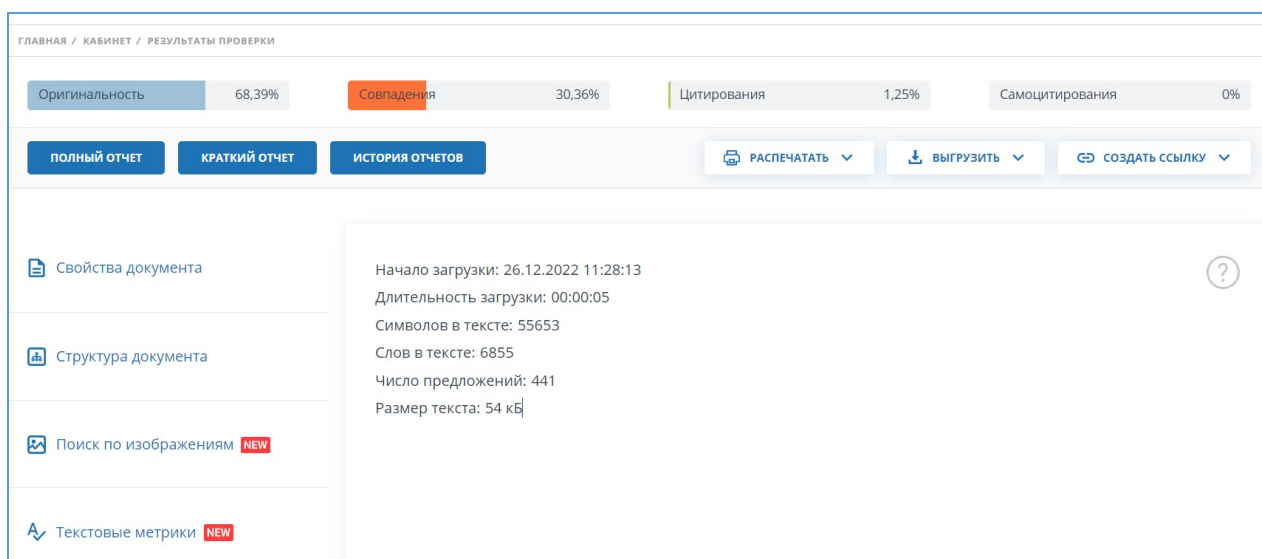 ГЛАВНАЯ / КАБИНЕТ / РЕЗУЛЬТАТЫ ПРОВЕРКИ
Оригинальность 68,39% Совпадения 30,36% Цитирования 1,25% Самоцитирования 0%
ПОЛНЫЙ ОТЧЕТ КРАТКИЙ ОТЧЕТ ИСТОРИЯ ОТЧЕТОВ РАСПЕЧАТАТЬ ВЫГРУЗИТЬ СОЗДАТЬ ССЫЛКУ
Свойства документа
Структура документа
Поиск по изображениям NEW
Текстовые метрики NEW
Начало загрузки: 26.12.2022 11:28:13
Длительность загрузки: 00:00:05
Символов в тексте: 55653
Слов в тексте: 6855
Число предложений: 441
Размер текста: 54 кБ
?